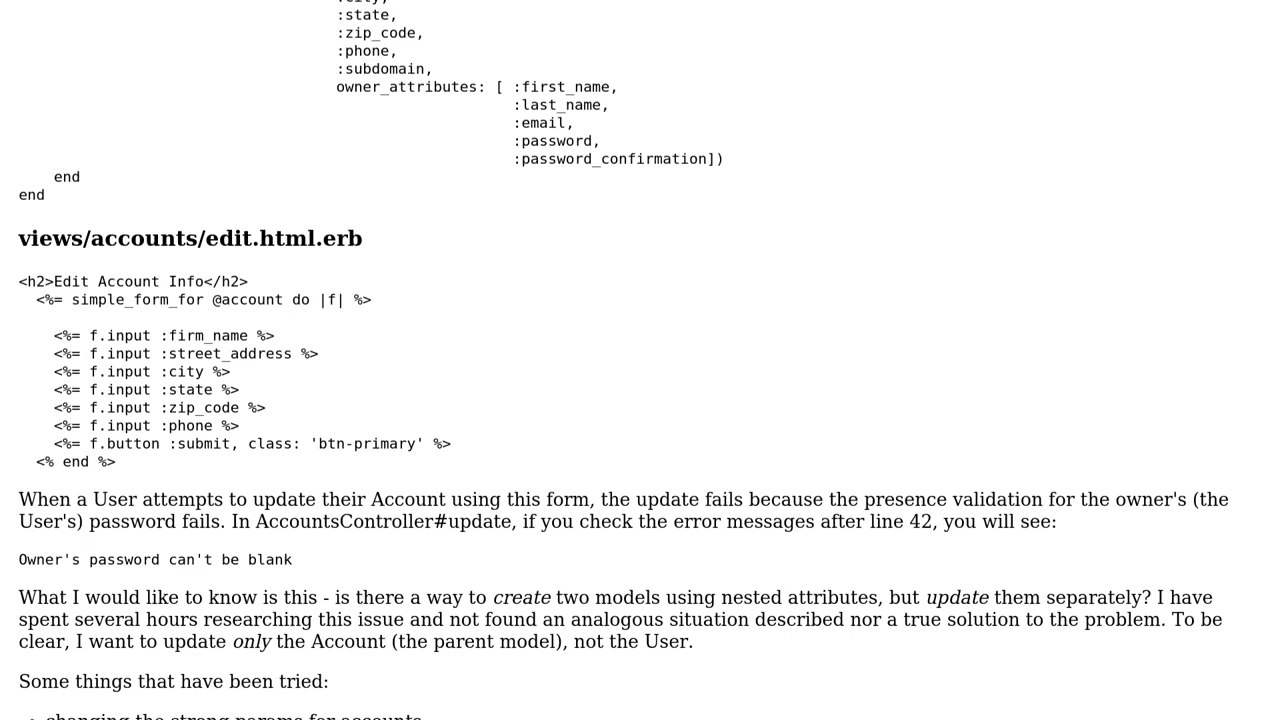 :city,
:state,
:zip_code,
:phone,
:subdomain,
owner_attributes: [ :first_name,
:last_name,
:email,
:password,
:password_confirmation])
end
end
views/accounts/edit.html.erb
<h2>Edit Account Info</h2>
<%= simple_form_for @account do |f| %>
<%= f.input :firm_name %>
<%= f.input :street_address %>
<%= f.input :city %>
<%= f.input :state %>
<%= f.input :zip_code %>
<%= f.input :phone %>
<%= f.button :submit, class: 'btn-primary' %>
<% end %>
When a User attempts to update their Account using this form, the update fails because the presence validation for the owner's (the
User's) password fails. In AccountsController#update, if you check the error messages after line 42, you will see:
Owner's password can't be blank
What I would like to know is this - is there a way to create two models using nested attributes, but update them separately? I have
spent several hours researching this issue and not found an analogous situation described nor a true solution to the problem. To be
clear, I want to update only the Account (the parent model), not the User.
Some things that have been tried:
changing the strong params for accounts